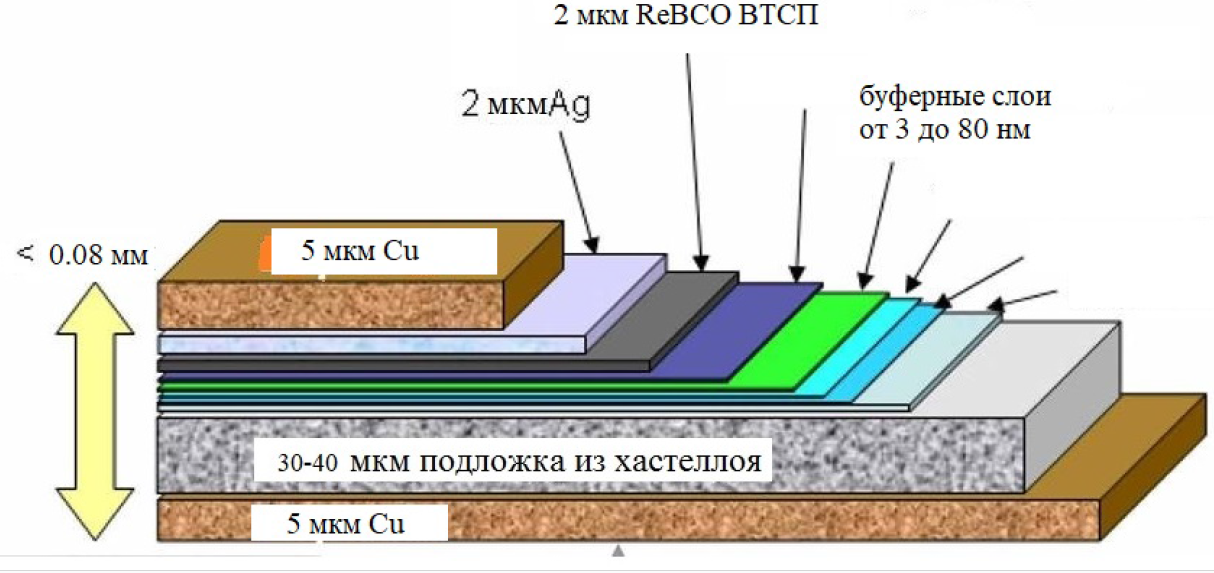 2 мкм ReBCO ВТСП
2 мкмAg
буферные слои
от 3 до 80 нм
5 мкм Cu
< 0.08 мм
30-40 мкм подложка из хастеллоя
5 мкм Cu